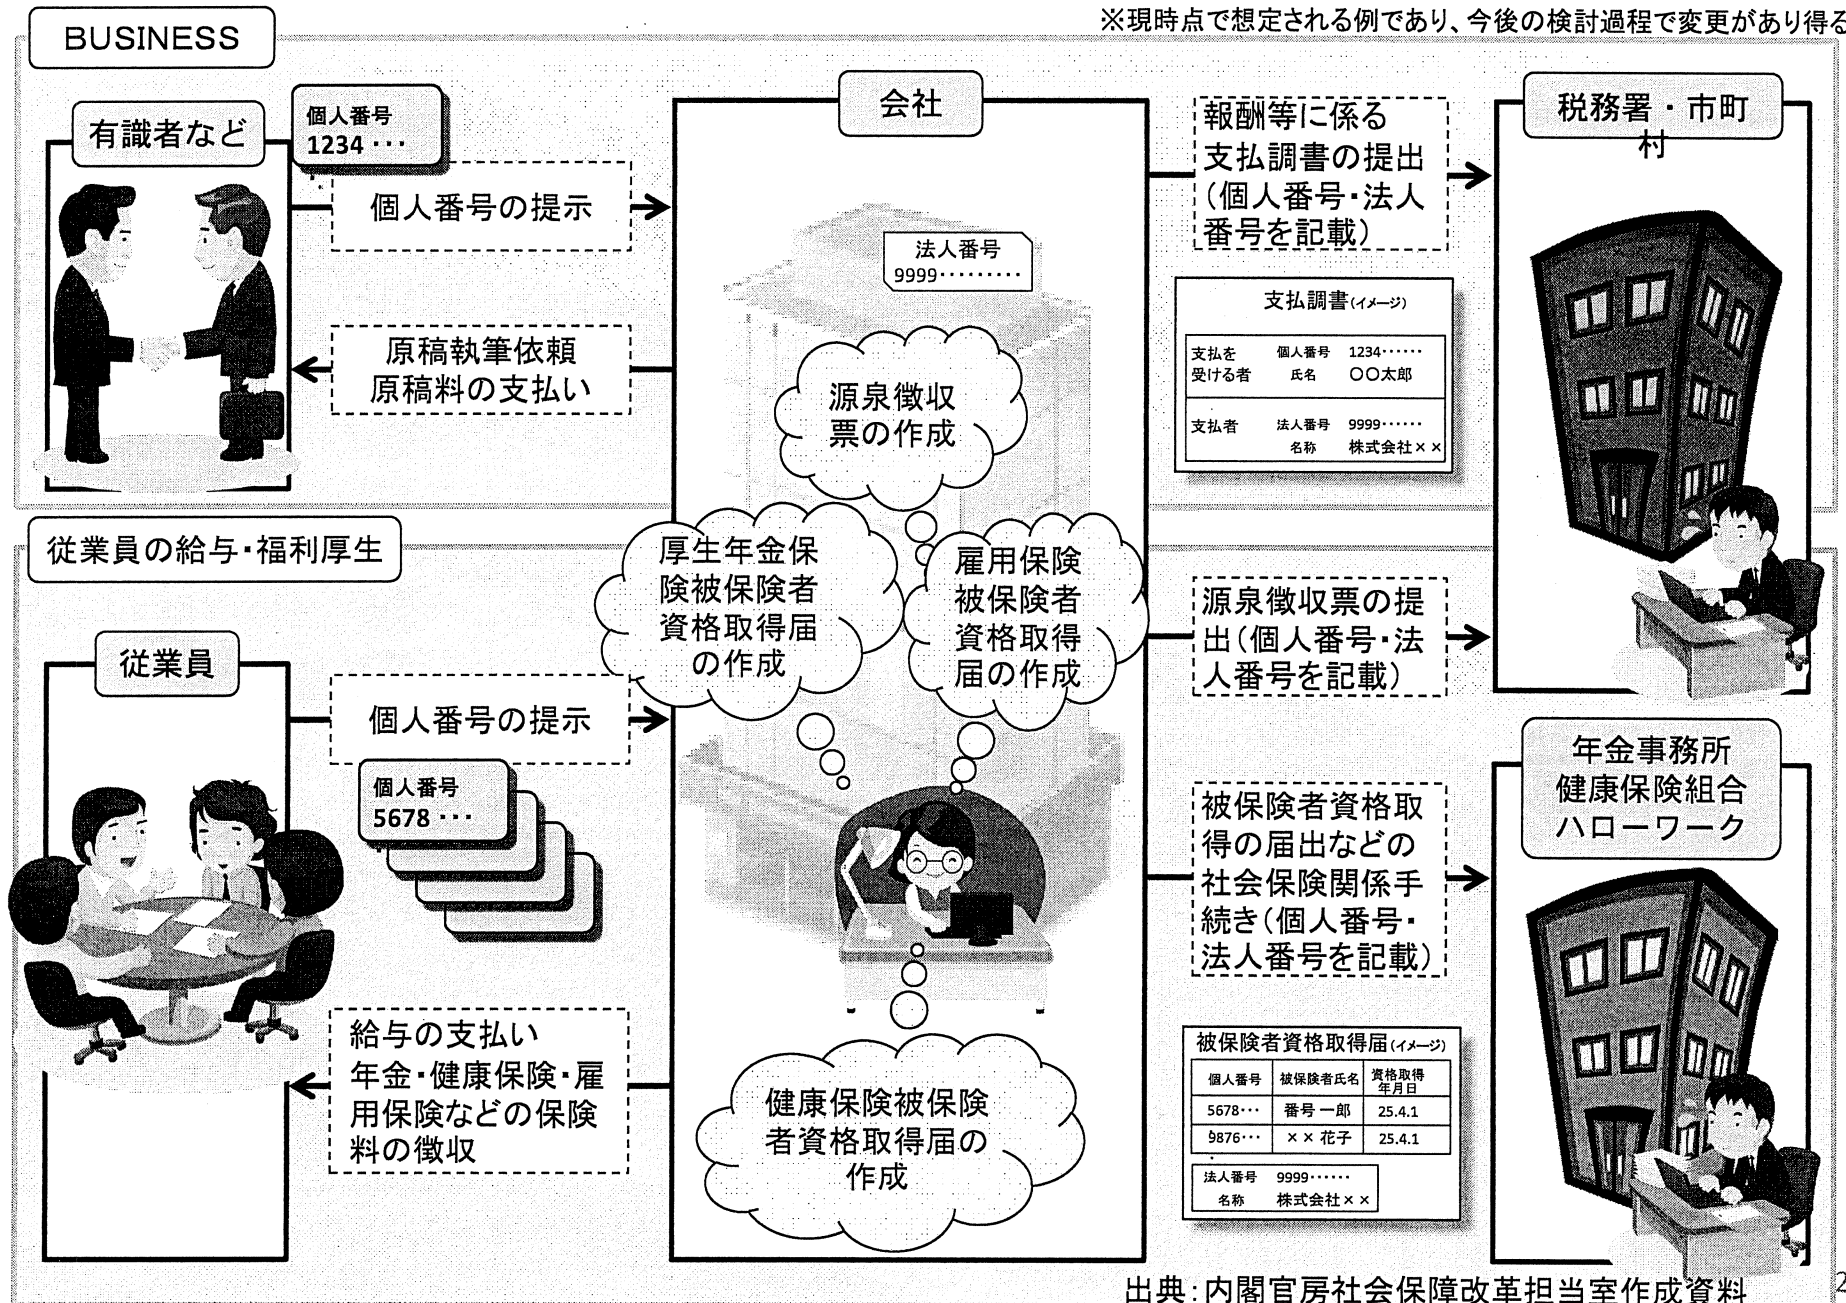 ※現時点で想定される例であり、今後の検討過程で変更があり得る
BUSINESS
有識者など
個人番号
1234 ・・・
個人番号の提示
原稿執筆依頼
原稿料の支払い
会社
法人番号
9999・・・・・・・・・
源泉徴収
票の作成
厚生年金保
険被保険者
資格取得届
の作成
雇用保険
被保険者
資格取得
届の作成
健康保険被保険
者資格取得届の
作成
報酬等に係る
支払調書の提出
(個人番号・法人
番号を記載)
支払調書(イメージ)
支払を 個人番号 1234・・・・・・
受ける者 氏名 〇〇太郎
支払者 法人番号 9999・・・・・・
名称 株式会社××
税務署・市町
村
従業員の給与・福利厚生
従業員
個人番号の提示
個人番号
5678 ・・・
給与の支払い
年金・健康保険・雇
用保険などの保険
料の徴収
源泉徴収票の提
出(個人番号・法
人番号を記載)
被保険者資格取
得の届出などの
社会保険関係手
続き(個人番号・
法人番号を記載)
被保険者資格取得届(イメージ)
個人番号 被保険者氏名 資格取得
年月日
5678・・・ 番号 一郎 25.4.1
9876・・・ ×× 花子 25.4.1
法人番号 9999・・・・・・
名称 株式会社××
年金事務所
健康保険組合
ハローワーク
出典:内閣官房社会保障改革担当室作成資料
2